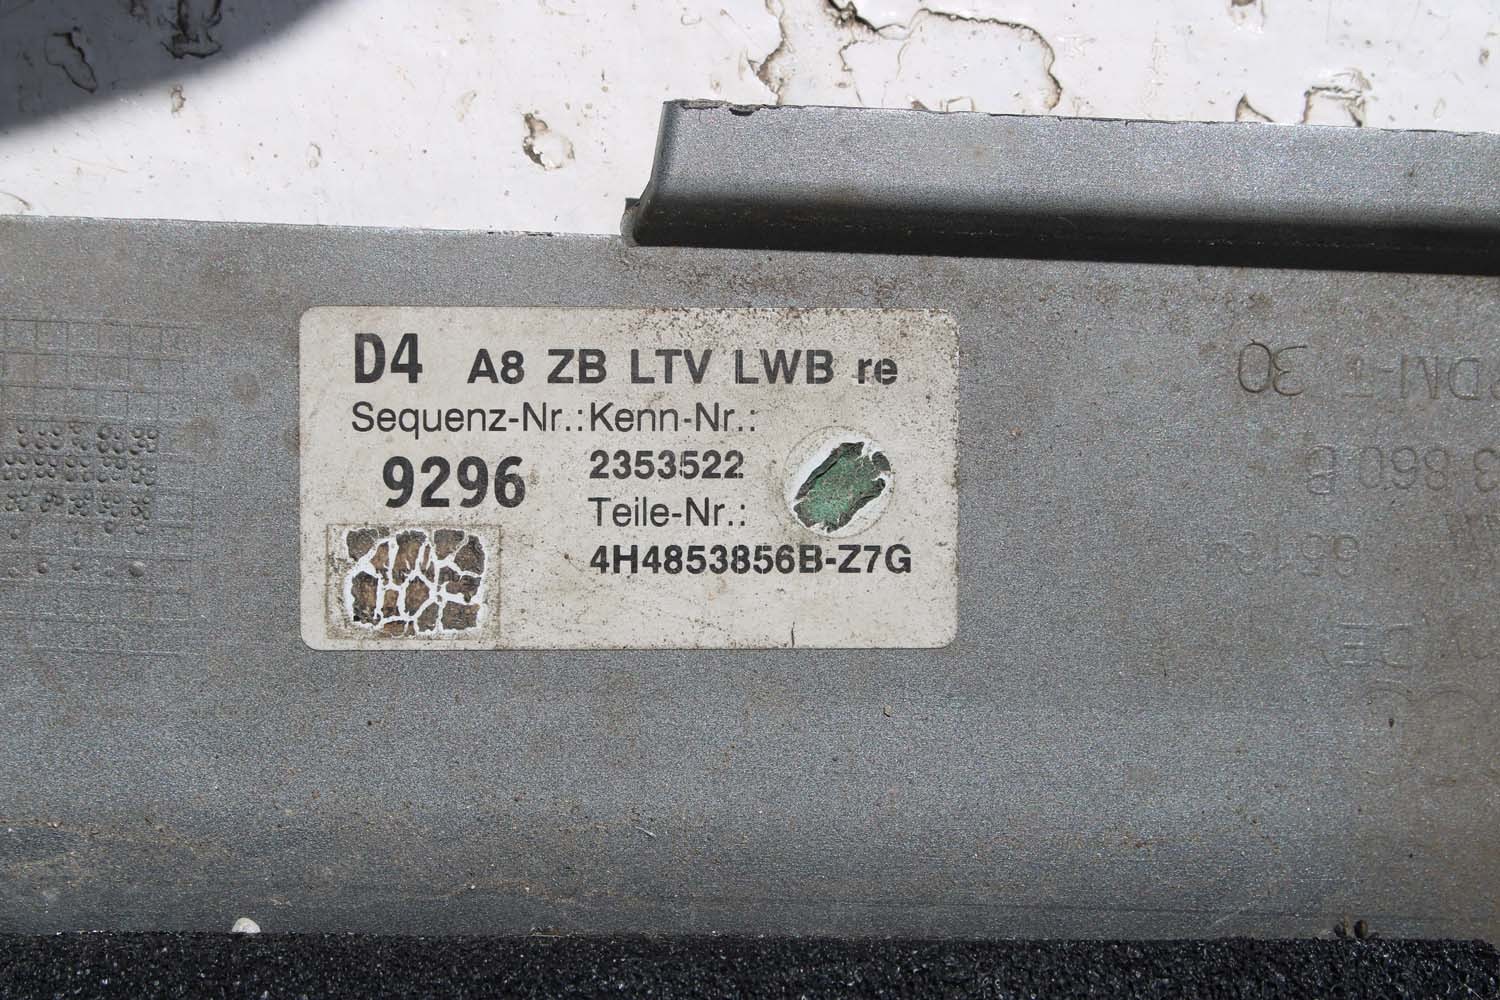 D4 A8 ZB LTV LWB re
Sequenz-Nr.: Kenn-Nr.:
9296 2353522
Teile-Nr.:
4H4853856B-Z7G